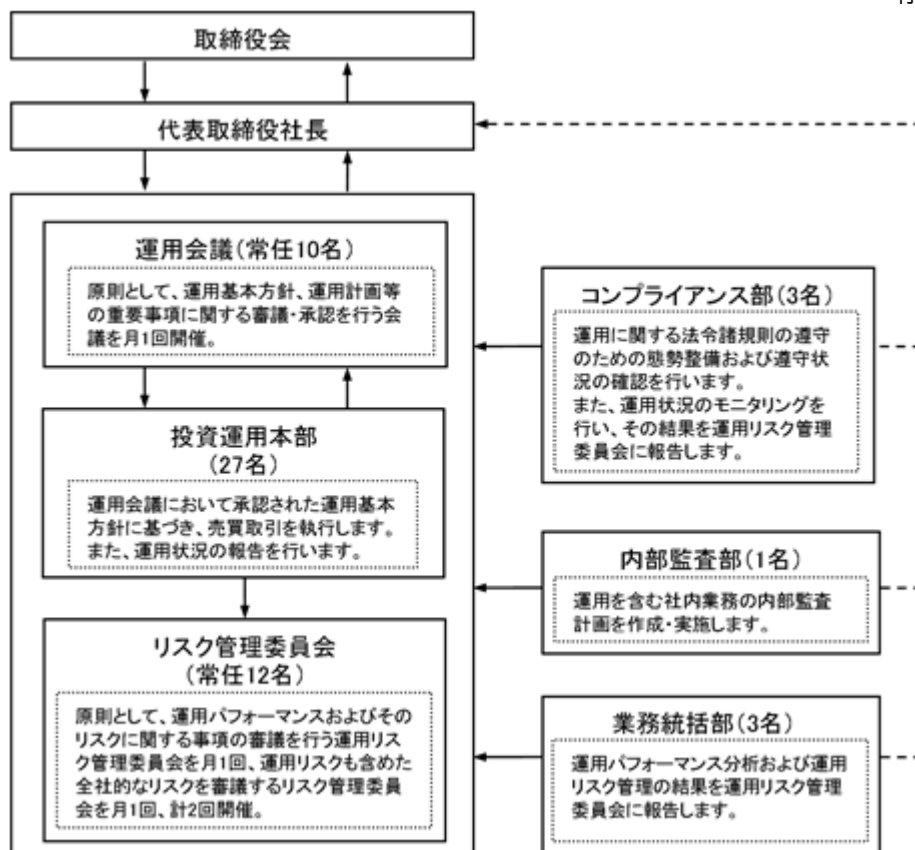 取締役会
代表取締役社長
運用会議(常任10名)
原則として、運用基本方針、運用計画等
の重要事項に関する審議・承認を行う会
議を月1回開催。
投資運用本部
(27名)
運用会議において承認された運用基本
方針に基づき、売買取引を執行します。
また、運用状況の報告を行います。
リスク管理委員会
(常任12名)
原則として、運用パフォーマンスおよびその
リスクに関する事項の審議を行う運用リス
ク管理委員会を月1回、運用リスクも含めた
全社的なリスクを審議するリスク管理委員
会を月1回、計2回開催。
コンプライアンス部(3名)
運用に関する法令諸規則の遵守
のための態勢整備および遵守状
況の確認を行います。
また、運用状況のモニタリングを
行い、その結果を運用リスク管理
委員会に報告します。
内部監査部(1名)
運用を含む社内業務の内部監査
計画を作成・実施します。
業務統括部(3名)
運用パフォーマンス分析および運用
リスク管理の結果を運用リスク管理
委員会に報告します。